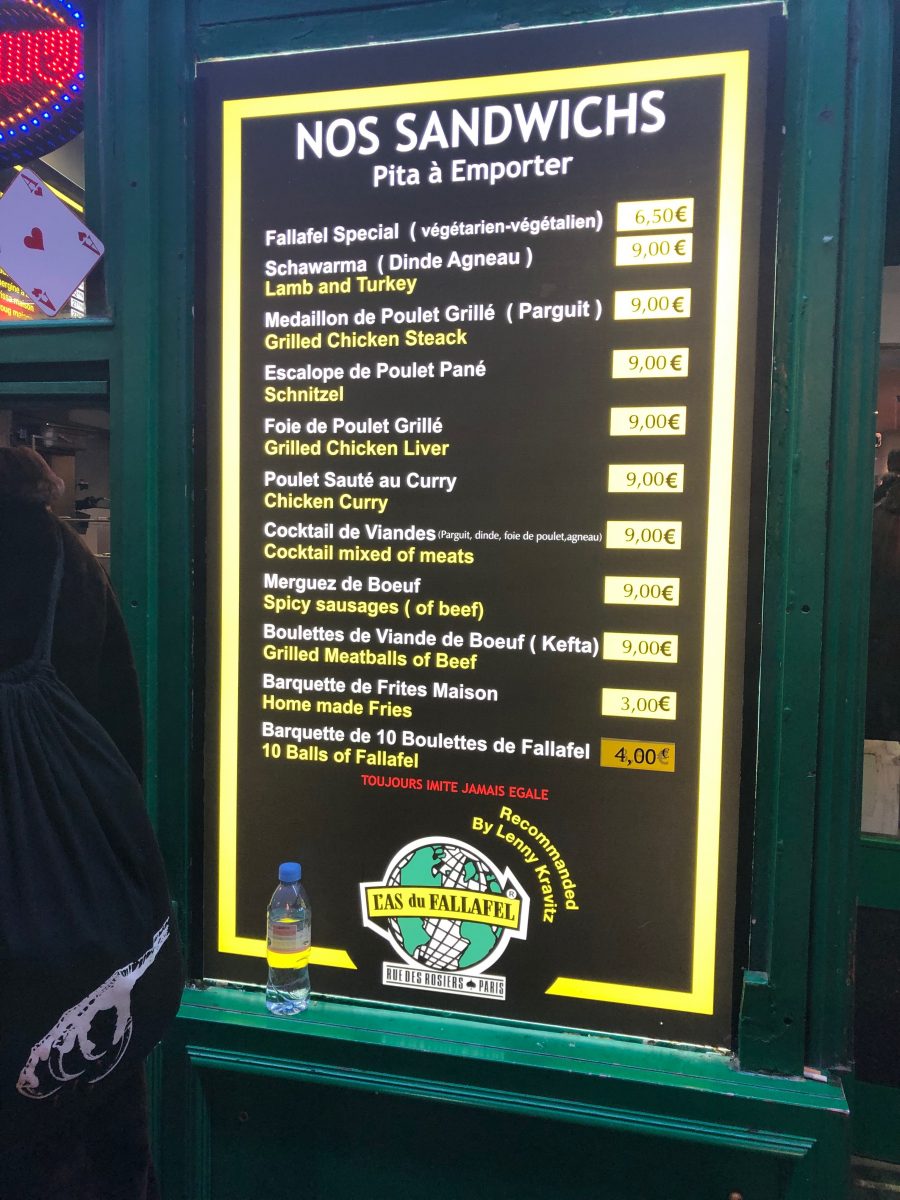 NOS SANDWICHS
Pita à Emporter
Fallafel Special ( végétarien-végétalien) 6,50€
Schawarma ( Dinde Agneau ) 9,00€
Lamb and Turkey
Medaillon de Poulet Grillé ( Parguit ) 9,00€
Grilled Chicken Steack
Escalope de Poulet Pané 9,00€
Schnitzel
Foie de Poulet Grillé 9,00€
Grilled Chicken Liver
Poulet Sauté au Curry 9,00€
Chicken Curry
Cocktail de Viandes (Parguit, dinde, foie de poulet,agneau) 9,00€
Cocktail mixed of meats
Merguez de Boeuf 9,00€
Spicy sausages ( of beef)
Boulettes de Viande de Boeuf ( Kefta) 9,00€
Grilled Meatballs of Beef
Barquette de Frites Maison 3,00€
Home made Fries
Barquette de 10 Boulettes de Fallafel 4,00€
10 Balls of Fallafel
TOUJOURS IMITE JAMAIS EGALE
Recommanded
By Lenny Kravitz
L'AS du FALLAFEL ®
RUE DES ROSIERS ♠ PARIS
A
A
A